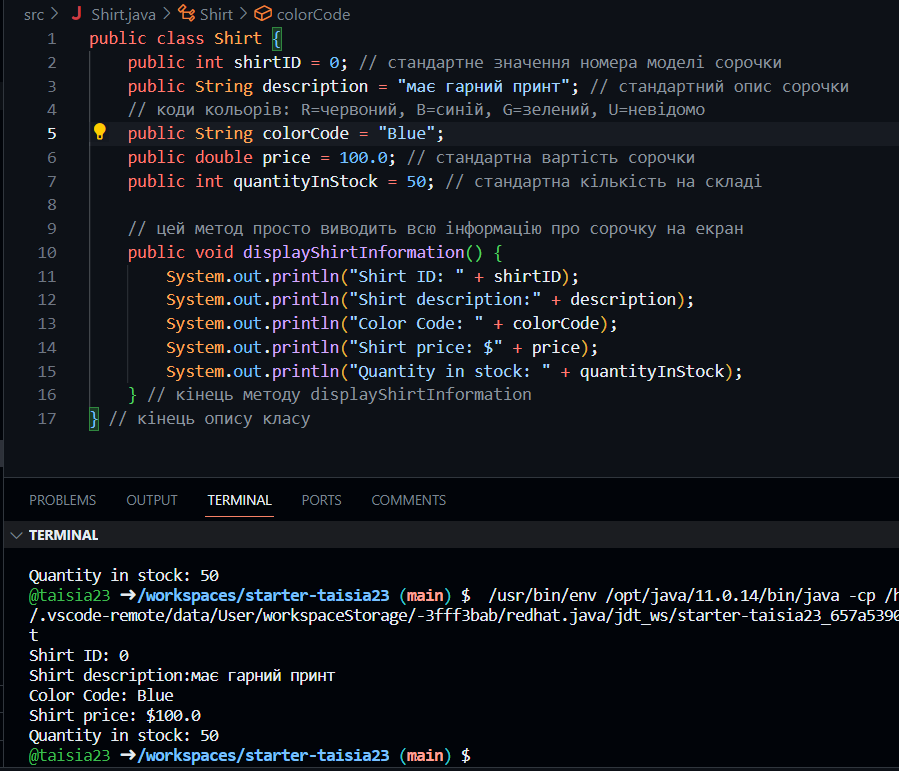 src > J Shirt.java > Shirt > colorCode
1 public class Shirt {
2 public int shirtID = 0; // стандартне значення номера моделі сорочки
3 public String description = "має гарний принт"; // стандартний опис сорочки
4 // коди кольорів: R=червоний, B=синій, G=зелений, U=невідомо
5 public String colorCode = "Blue";
6 public double price = 100.0; // стандартна вартість сорочки
7 public int quantityInStock = 50; // стандартна кількість на складі
8
9 // цей метод просто виводить всю інформацію про сорочку на екран
10 public void displayShirtInformation() {
11 System.out.println("Shirt ID: " + shirtID);
12 System.out.println("Shirt description:" + description);
13 System.out.println("Color Code: " + colorCode);
14 System.out.println("Shirt price: $" + price);
15 System.out.println("Quantity in stock: " + quantityInStock);
16 } // кінець методу displayShirtInformation
17 } // кінець опису класу
PROBLEMS OUTPUT TERMINAL PORTS COMMENTS
TERMINAL
Quantity in stock: 50
@taisia23 ➜/workspaces/starter-taisia23 (main) $ /usr/bin/env /opt/java/11.0.14/bin/java -cp /h
/.vscode-remote/data/User/workspaceStorage/-3fff3bab/redhat.java/jdt_ws/starter-taisia23_657a5390
t
Shirt ID: 0
Shirt description:має гарний принт
Color Code: Blue
Shirt price: $100.0
Quantity in stock: 50
@taisia23 ➜/workspaces/starter-taisia23 (main) $